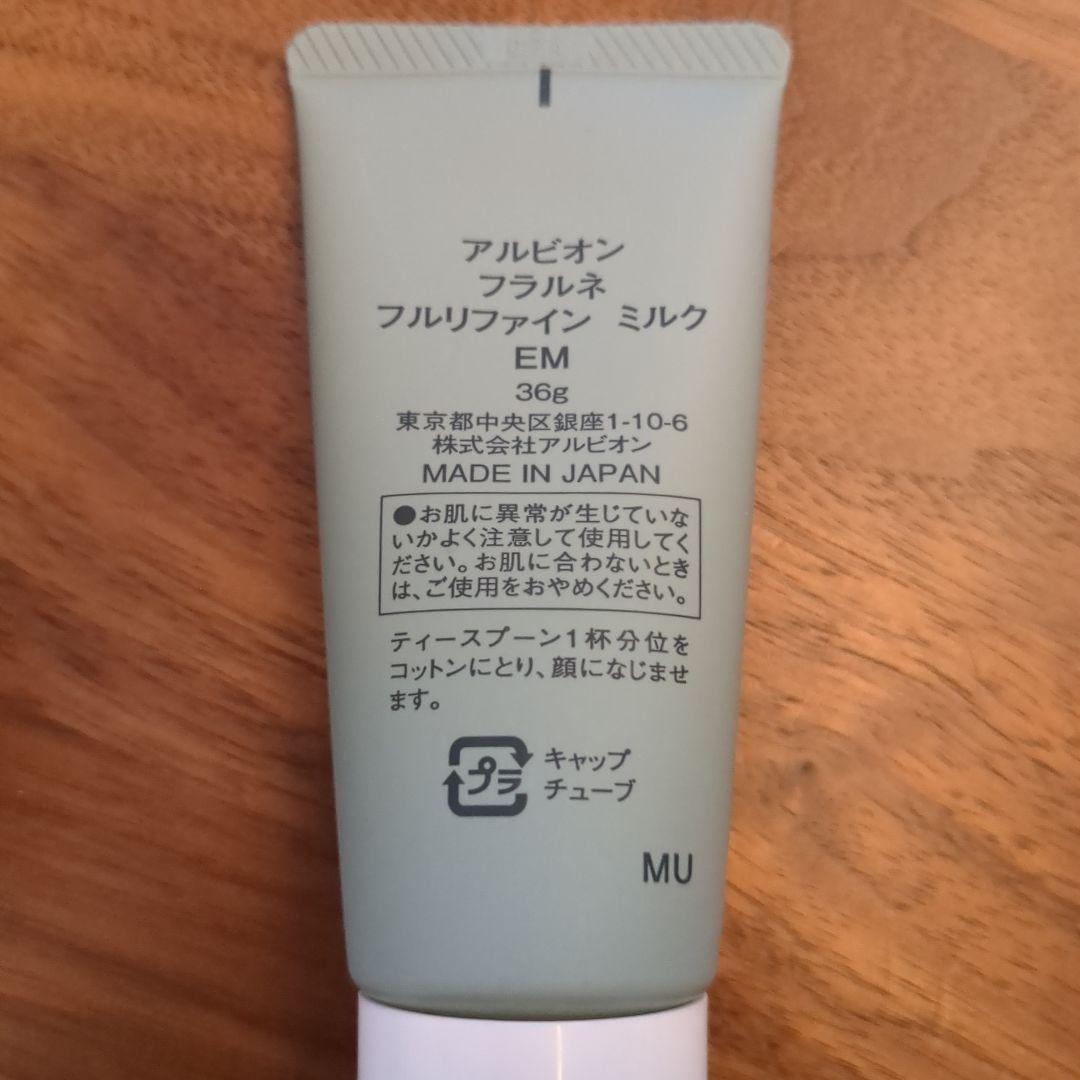 アルビオン
フラルネ
フルリファイン ミルク
EM
36g
東京都中央区銀座1-10-6
株式会社アルビオン
MADE IN JAPAN
●お肌に異常が生じていな
いかよく注意して使用してく
ださい。お肌に合わないとき
は、ご使用をおやめください。
ティースプーン1杯分位を
コットンにとり、顔になじませ
ます。
プラ キャップ
チューブ
MU